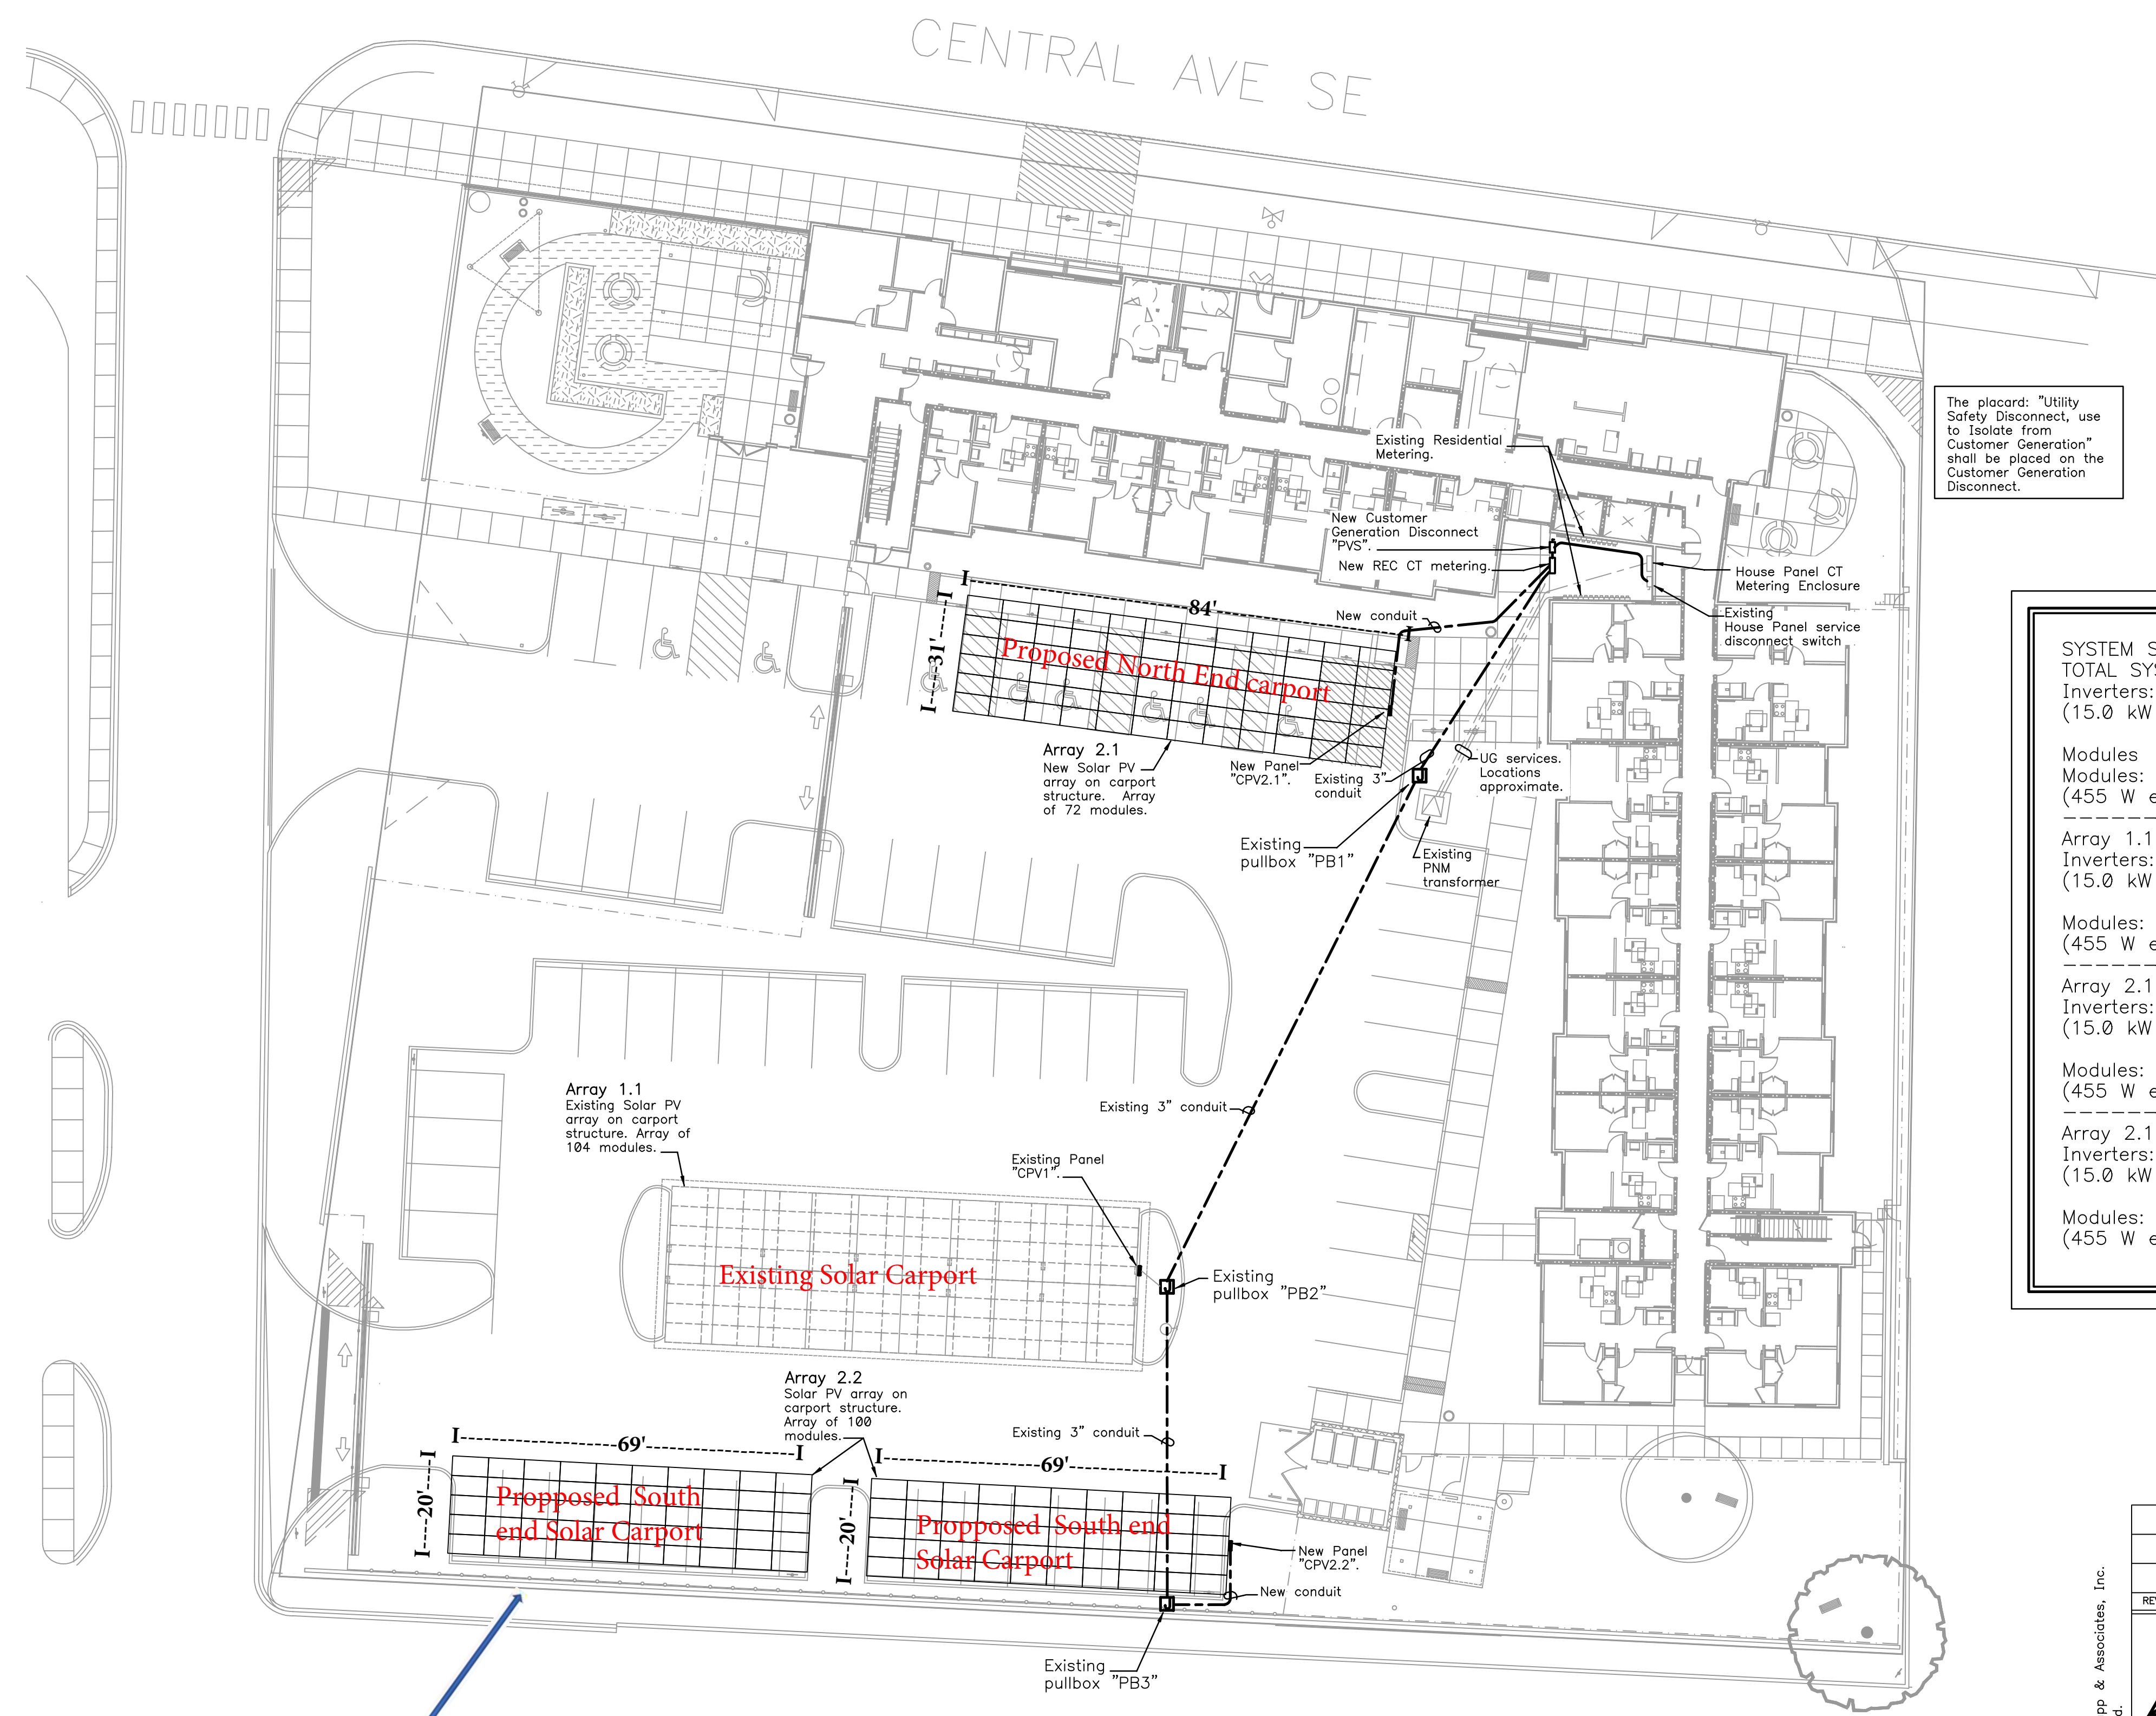 CENTRAL AVE SE
The placard: "Utility
Safety Disconnect, use
to Isolate from
Customer Generation"
shall be placed on the
Customer Generation
Disconnect.
Existing Residential
Metering.
New Customer
Generation Disconnect
"PVS".
New REC CT metering.
House Panel CT
Metering Enclosure
Existing
House Panel service
disconnect switch
New conduit
84'
31'
Proposed North End carport
Array 2.1
New Solar PV
array on carport
structure. Array
of 72 modules.
New Panel
"CPV2.1".
Existing 3"
conduit
UG services.
Locations
approximate.
Existing
pullbox "PB1"
Existing
PNM
transformer
SYSTEM S
TOTAL SYS
Inverters:
(15.0 kW
Modules
Modules:
(455 W e
Array 1.1
Inverters:
(15.0 kW
Modules:
(455 W e
Array 2.1
Inverters:
(15.0 kW
Modules:
(455 W e
Array 2.1
Inverters:
(15.0 kW
Modules:
(455 W e
Array 1.1
Existing Solar PV
array on carport
structure. Array of
104 modules.
Existing 3" conduit
Existing Panel
"CPV1".
Existing Solar Carport
Existing
pullbox "PB2"
Array 2.2
Solar PV array on
carport structure.
Array of 100
modules.
Existing 3" conduit
69'
69'
20'
20'
Propposed South
end Solar Carport
Propposed South end
Solar Carport
New Panel
"CPV2.2".
New conduit
Existing
pullbox "PB3"
pp & Associates, Inc.
d.
RE